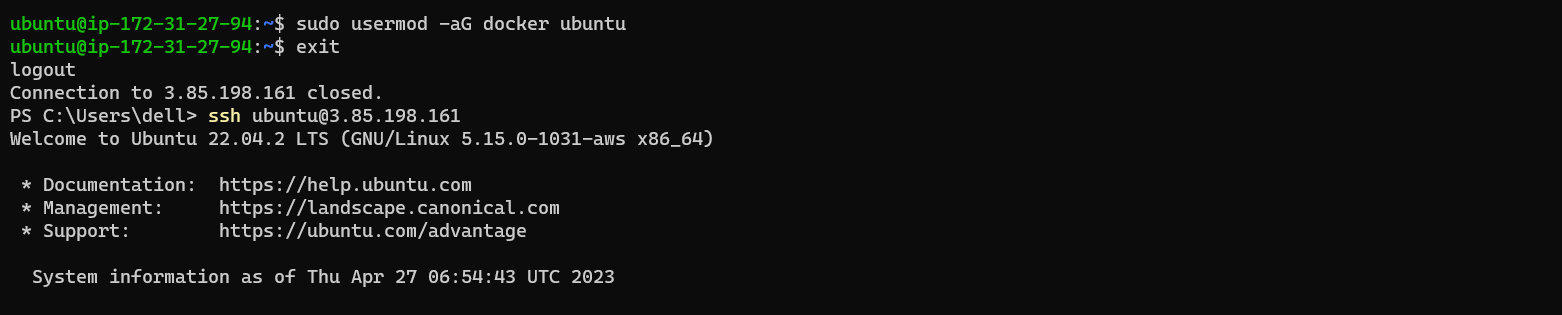 ubuntu@ip-172-31-27-94:~$ sudo usermod -aG docker ubuntu
ubuntu@ip-172-31-27-94:~$ exit
logout
Connection to 3.85.198.161 closed.
PS C:\Users\dell> ssh ubuntu@3.85.198.161
Welcome to Ubuntu 22.04.2 LTS (GNU/Linux 5.15.0-1031-aws x86_64)

 * Documentation:  https://help.ubuntu.com
 * Management:     https://landscape.canonical.com
 * Support:        https://ubuntu.com/advantage

  System information as of Thu Apr 27 06:54:43 UTC 2023